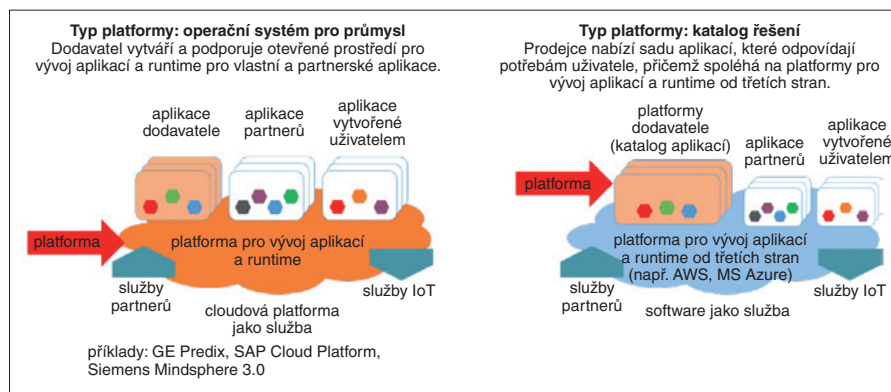 Typ platformy: operační systém pro průmysl
Dodavatel vytváří a podporuje otevřené prostředí pro
vývoj aplikací a runtime pro vlastní a partnerské aplikace.
aplikace
dodavatele
aplikace
partnerů
aplikace
vytvořené
uživatelem
platforma
platforma pro vývoj aplikací
a runtime
služby
partnerů
služby IoT
cloudová platforma
jako služba
příklady: GE Predix, SAP Cloud Platform,
Siemens Mindsphere 3.0
Typ platformy: katalog řešení
Prodejce nabízí sadu aplikací, které odpovídají
potřebám uživatele, přičemž spoléhá na platformy pro
vývoj aplikací a runtime od třetích stran.
platformy
dodavatele
(katalog aplikací)
aplikace
partnerů
aplikace
vytvořené
uživatelem
platforma
platforma pro vývoj aplikací
a runtime od třetích stran
(např. AWS, MS Azure)
služby
partnerů
služby IoT
software jako služba